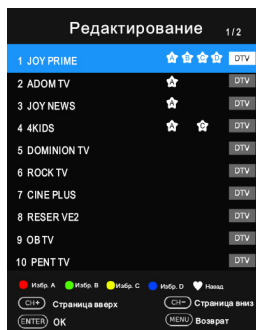 Редактирование 1/2
1 JOY PRIME A B C D DTV
2 ADOM TV A DTV
3 JOY NEWS A DTV
4 4KIDS A C DTV
5 DOMINION TV DTV
6 ROCK TV DTV
7 CINE PLUS DTV
8 RESER VE2 DTV
9 OB TV DTV
10 PENT TV DTV
Избр. A Избр. B Избр. C Избр. D Назад
CH+ Страница вверх CH− Страница вниз
ENTER OK MENU Возврат